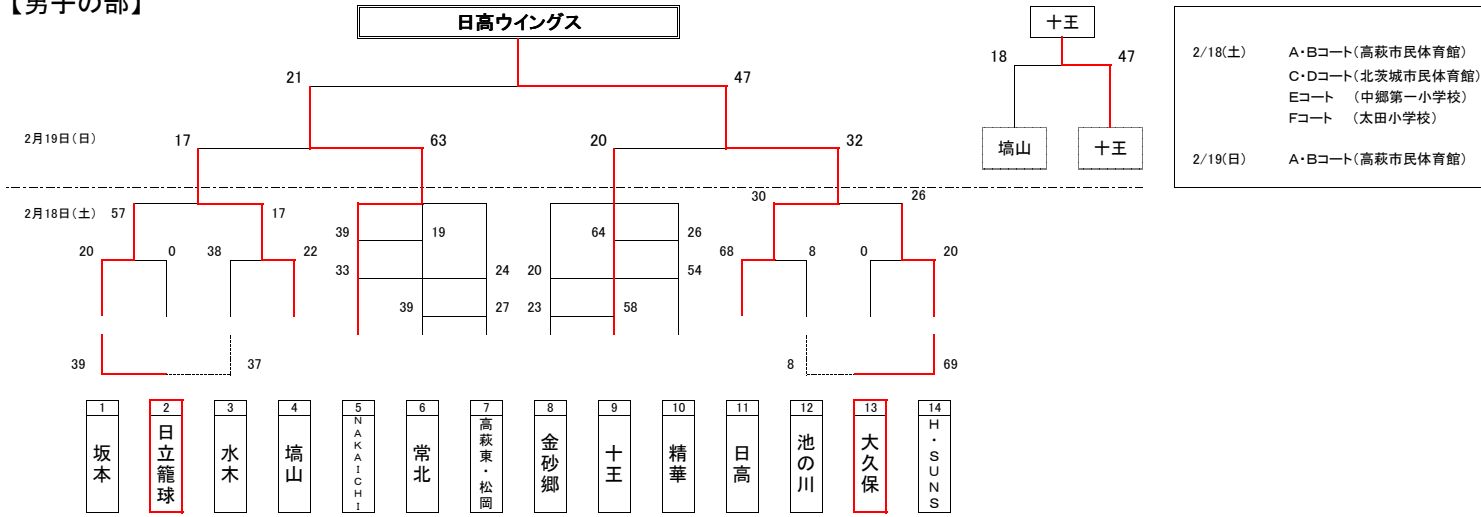 【男子の部】
日高ウイングス
十王
18
47
21
47
2/18(土) A・Bコート(高萩市民体育館)
C・Dコート(北茨城市民体育館)
Eコート (中郷第一小学校)
Fコート (太田小学校)
2/19(日) A・Bコート(高萩市民体育館)
塙山
十王
2月19日(日)
17
63
20
32
2月18日(土)
57
17
30
26
39
19
64
26
20
0
38
22
68
8
0
20
33
24
20
54
39
27
23
58
39
37
8
69
1
2
3
4
5
6
7
8
9
10
11
12
13
14
坂本
日立籠球
水木
塙山
NAKAICHI
常北
高萩東・松岡
金砂郷
十王
精華
日高
池の川
大久保
H・SUNS